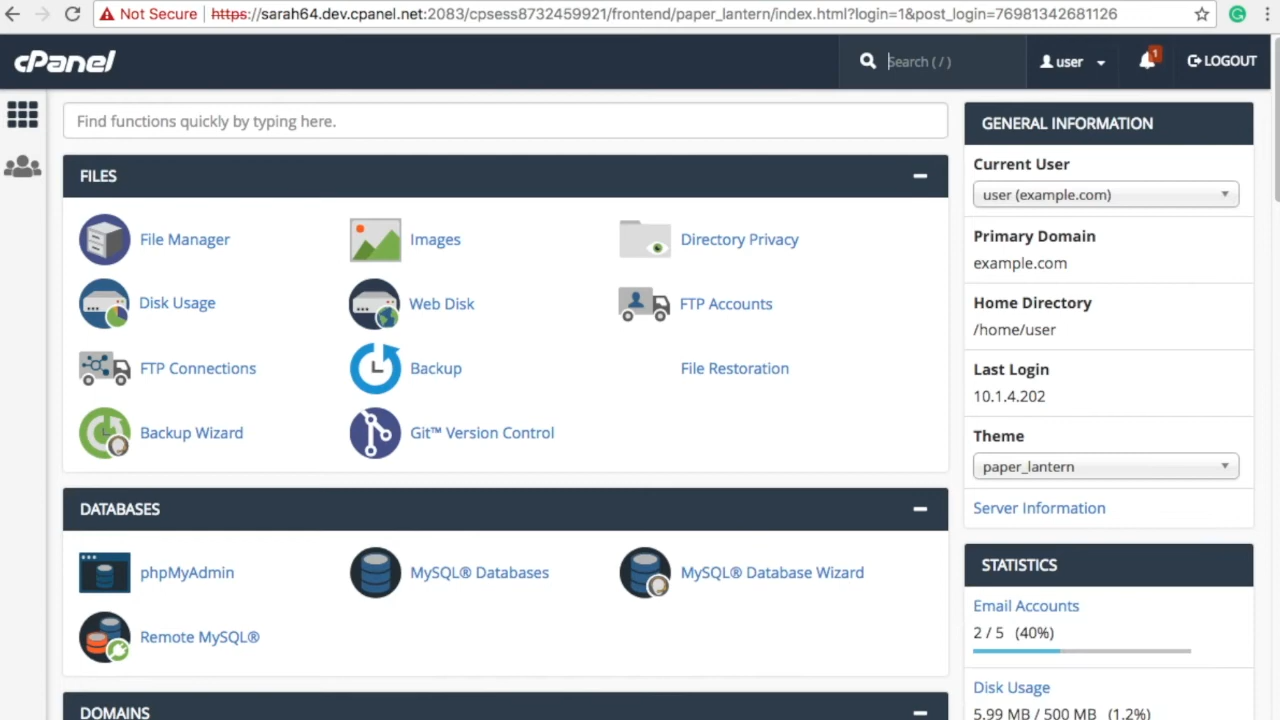 Not Secure https://sarah64.dev.cpanel.net:2083/cpsess8732459921/frontend/paper_lantern/index.html?login=1&post_login=76981342681126
cPanel
Search ( / )
user
1
LOGOUT
Find functions quickly by typing here.
FILES
File Manager
Images
Directory Privacy
Disk Usage
Web Disk
FTP Accounts
FTP Connections
Backup
File Restoration
Backup Wizard
Git™ Version Control
DATABASES
phpMyAdmin
MySQL® Databases
MySQL® Database Wizard
Remote MySQL®
DOMAINS
GENERAL INFORMATION
Current User
user (example.com)
Primary Domain
example.com
Home Directory
/home/user
Last Login
10.1.4.202
Theme
paper_lantern
Server Information
STATISTICS
Email Accounts
2 / 5 (40%)
Disk Usage
5.99 MB / 500 MB (1.2%)